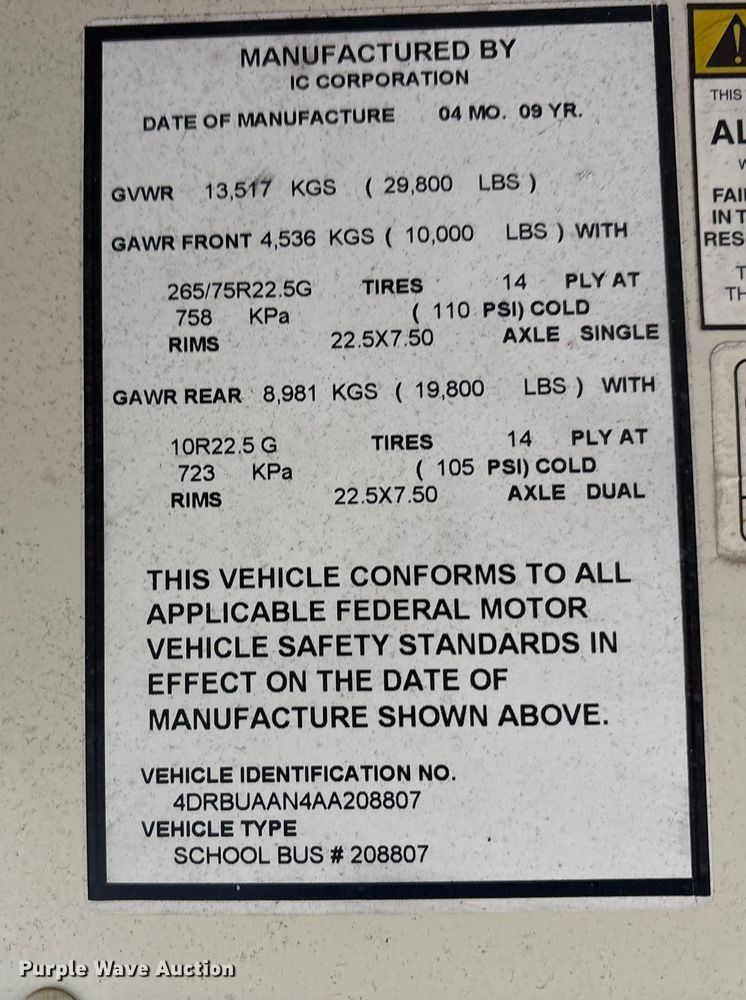 MANUFACTURED BY
IC CORPORATION
DATE OF MANUFACTURE 04 MO. 09 YR.
GVWR 13,517 KGS ( 29,800 LBS )
GAWR FRONT 4,536 KGS ( 10,000 LBS ) WITH
265/75R22.5G TIRES 14 PLY AT
758 KPa ( 110 PSI) COLD
RIMS 22.5X7.50 AXLE SINGLE
GAWR REAR 8,981 KGS ( 19,800 LBS ) WITH
10R22.5 G TIRES 14 PLY AT
723 KPa ( 105 PSI) COLD
RIMS 22.5X7.50 AXLE DUAL
THIS VEHICLE CONFORMS TO ALL
APPLICABLE FEDERAL MOTOR
VEHICLE SAFETY STANDARDS IN
EFFECT ON THE DATE OF
MANUFACTURE SHOWN ABOVE.
VEHICLE IDENTIFICATION NO.
4DRBUAAN4AA208807
VEHICLE TYPE
SCHOOL BUS # 208807
THIS
IN T
Purple Wave Auction